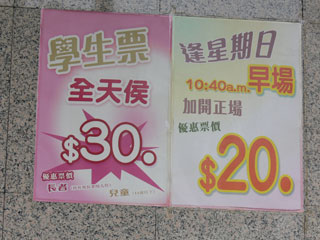 學生票
全天侯
$30.
優惠票價
長者
兒童
逢星期日
10:40a.m.早場
加開正場
優惠票價
$20.